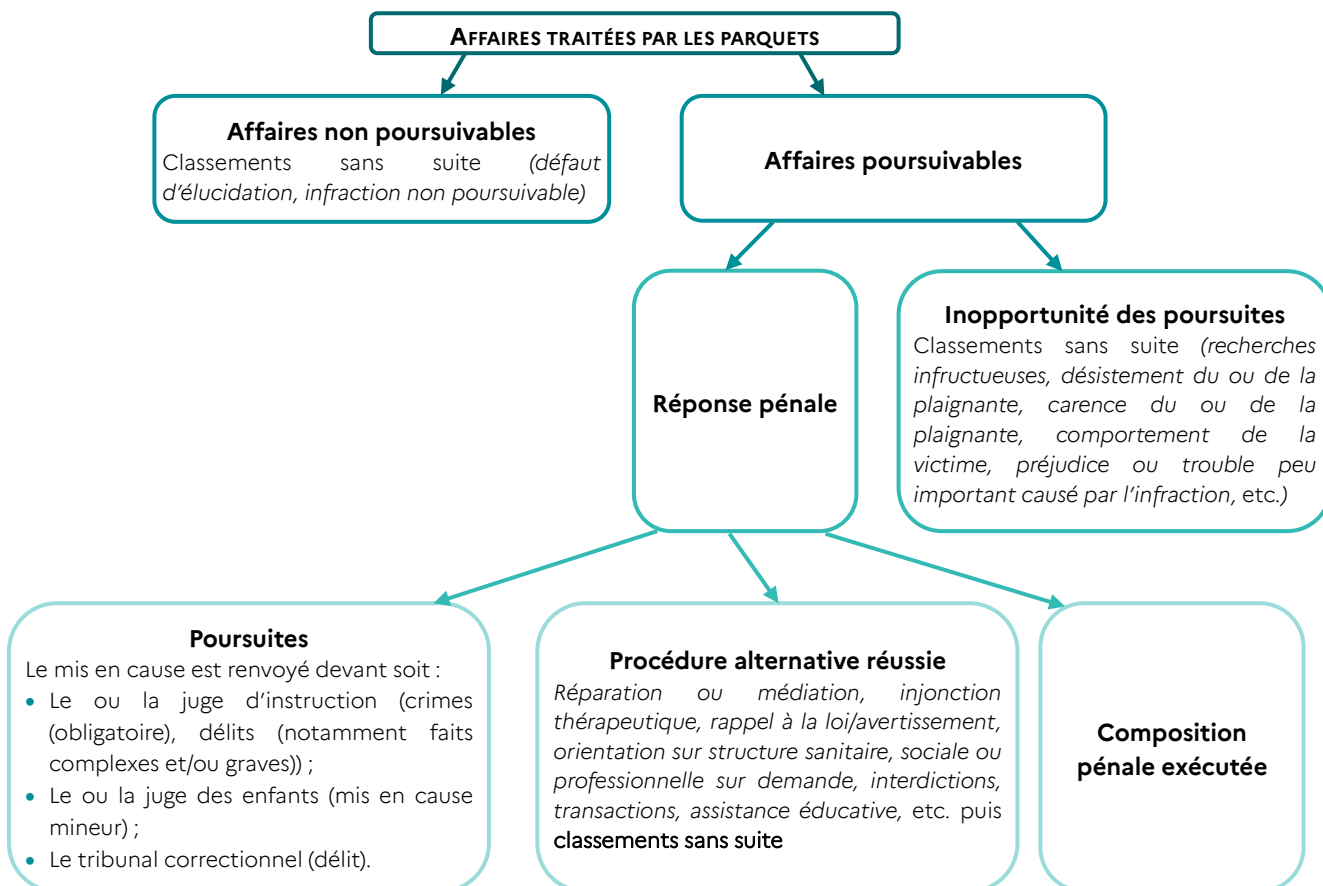 AFFAIRES TRAITÉES PAR LES PARQUETS
Affaires non poursuivables
Classements sans suite (défaut
d'élucidation, infraction non poursuivable)
Affaires poursuivables
Réponse pénale
Inopportunité des poursuites
Classements sans suite (recherches
infructueuses, désistement du ou de la
plaignante, carence du ou de la
plaignante, comportement de la
victime, préjudice ou trouble peu
important causé par l'infraction, etc.)
Poursuites
Le mis en cause est renvoyé devant soit :
• Le ou la juge d'instruction (crimes
(obligatoire), délits (notamment faits
complexes et/ou graves)) ;
• Le ou la juge des enfants (mis en cause
mineur) ;
• Le tribunal correctionnel (délit).
Procédure alternative réussie
Réparation ou médiation, injonction
thérapeutique, rappel à la loi/avertissement,
orientation sur structure sanitaire, sociale ou
professionnelle sur demande, interdictions,
transactions, assistance éducative, etc. puis
classements sans suite
Composition
pénale exécutée